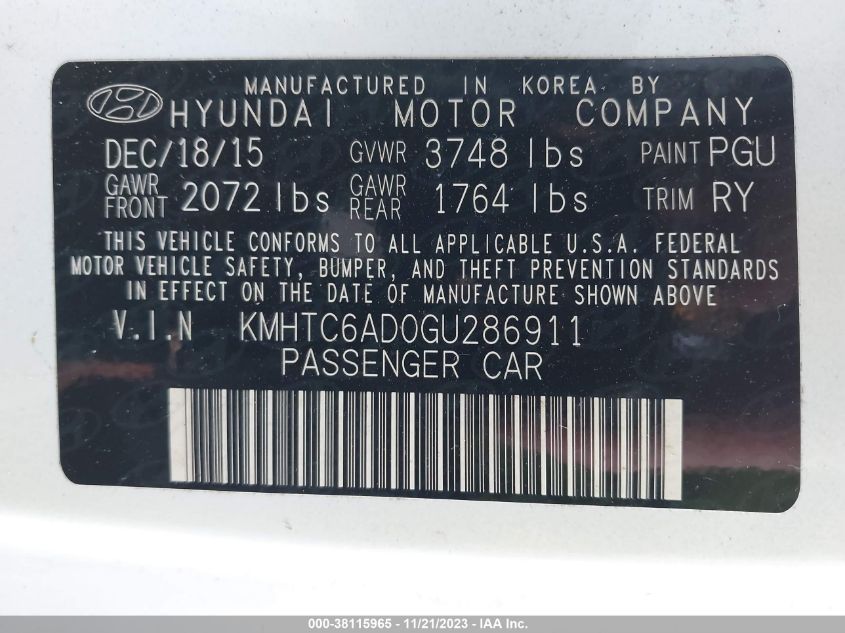 MANUFACTURED IN KOREA BY
HYUNDAI MOTOR COMPANY
DEC/18/15 GVWR 3748 lbs PAINT PGU
GAWR FRONT 2072 lbs GAWR REAR 1764 lbs TRIM RY
THIS VEHICLE CONFORMS TO ALL APPLICABLE U.S.A. FEDERAL
MOTOR VEHICLE SAFETY, BUMPER, AND THEFT PREVENTION STANDARDS
IN EFFECT ON THE DATE OF MANUFACTURE SHOWN ABOVE
V.I.N KMHTC6AD0GU286911
PASSENGER CAR
000-38115965 - 11/21/2023 - IAA